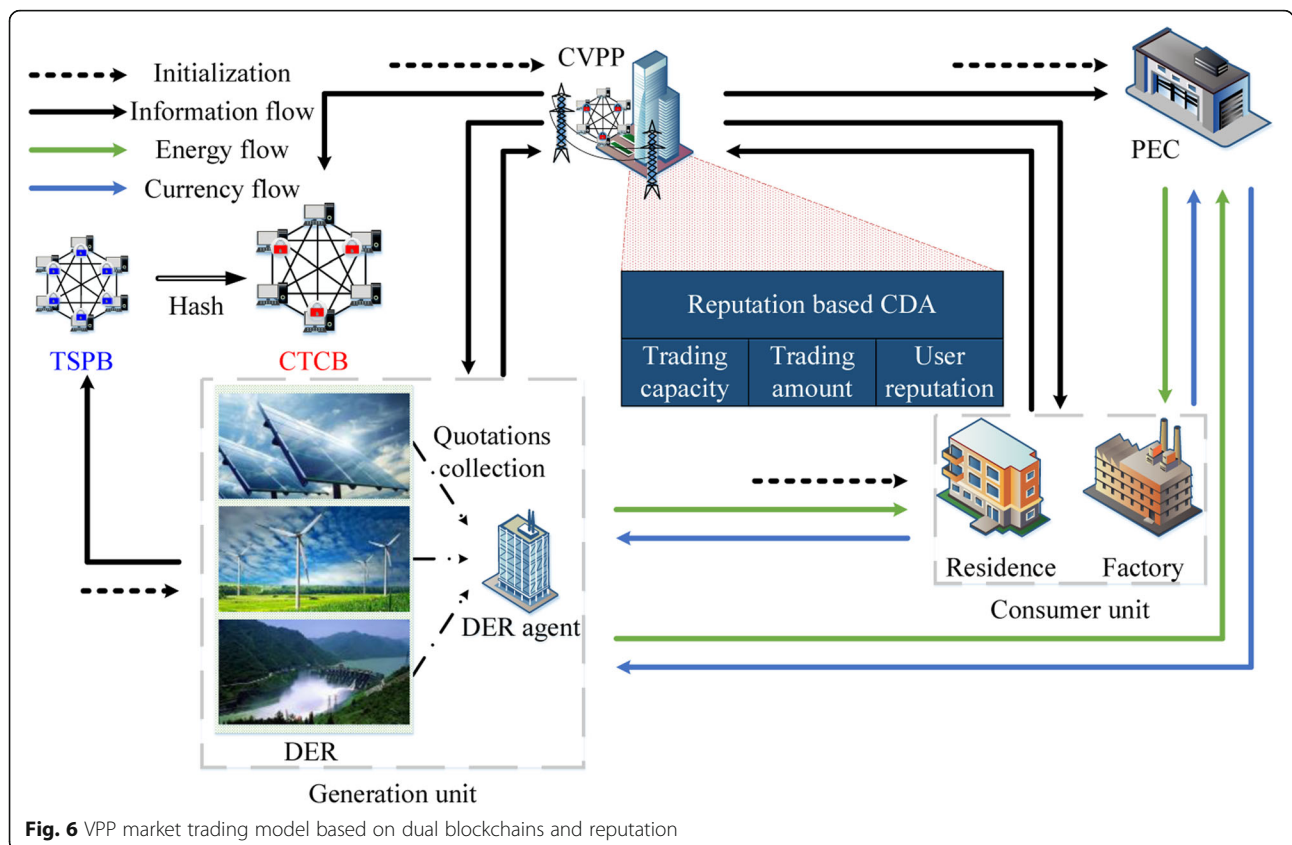 Initialization
Information flow
Energy flow
Currency flow
CVPP
PEC
Hash
TSPB
CTCB
Reputation based CDA
Trading
capacity
Trading
amount
User
reputation
Quotations
collection
DER agent
DER
Generation unit
Residence
Factory
Consumer unit
Fig. 6 VPP market trading model based on dual blockchains and reputation